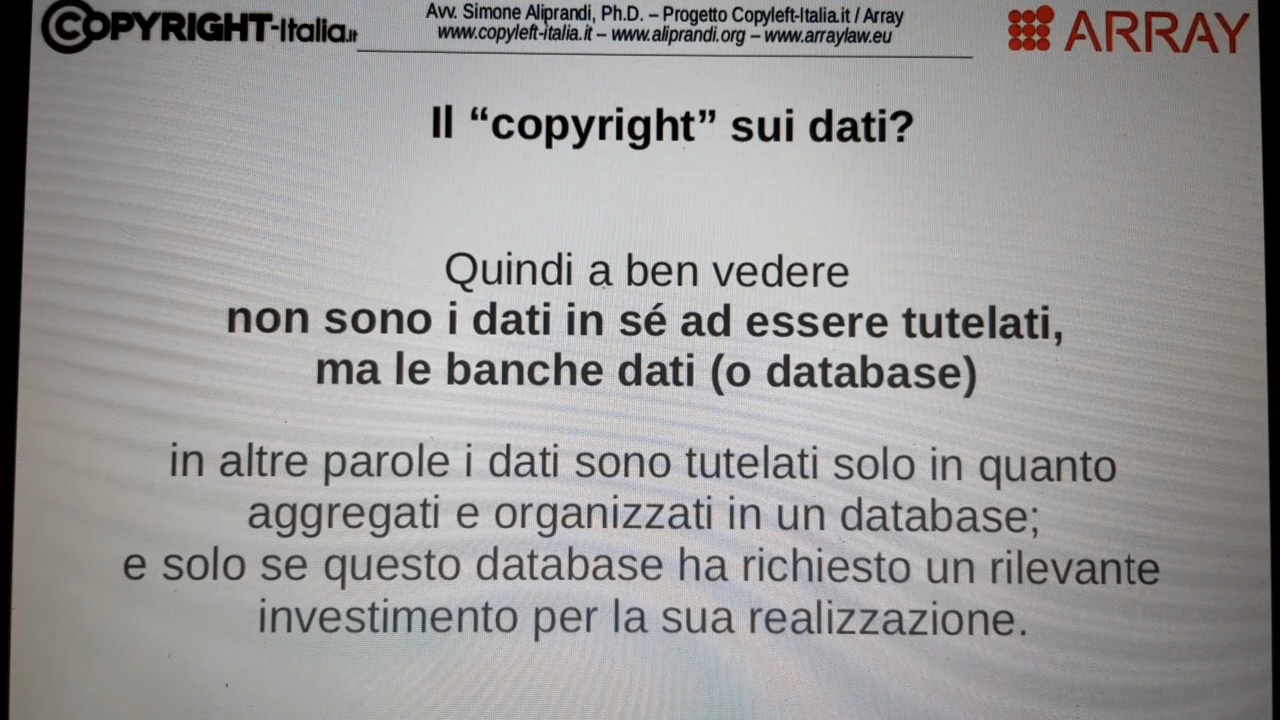 COPYRIGHT-Italia.it
Avv. Simone Aliprandi, Ph.D. – Progetto Copyleft-Italia.it / Array
www.copyleft-italia.it – www.aliprandi.org – www.arraylaw.eu
ARRAY
Il “copyright” sui dati?
Quindi a ben vedere
non sono i dati in sé ad essere tutelati,
ma le banche dati (o database)
in altre parole i dati sono tutelati solo in quanto
aggregati e organizzati in un database;
e solo se questo database ha richiesto un rilevante
investimento per la sua realizzazione.